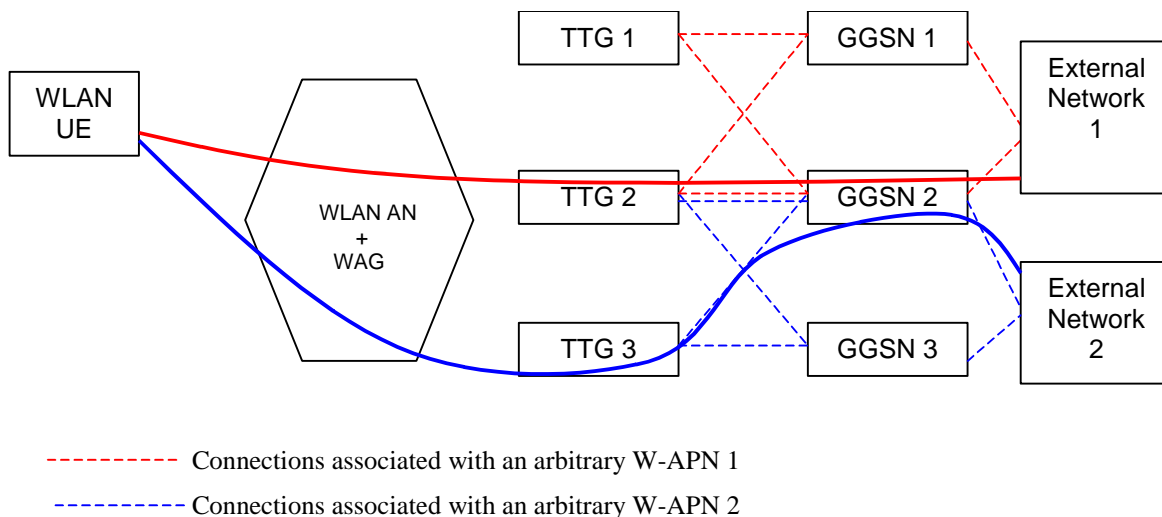 TTG 1
GGSN 1
External
Network
1
WLAN
UE
TTG 2
GGSN 2
WLAN AN
+
WAG
External
Network
2
TTG 3
GGSN 3
Connections associated with an arbitrary W-APN 1
Connections associated with an arbitrary W-APN 2